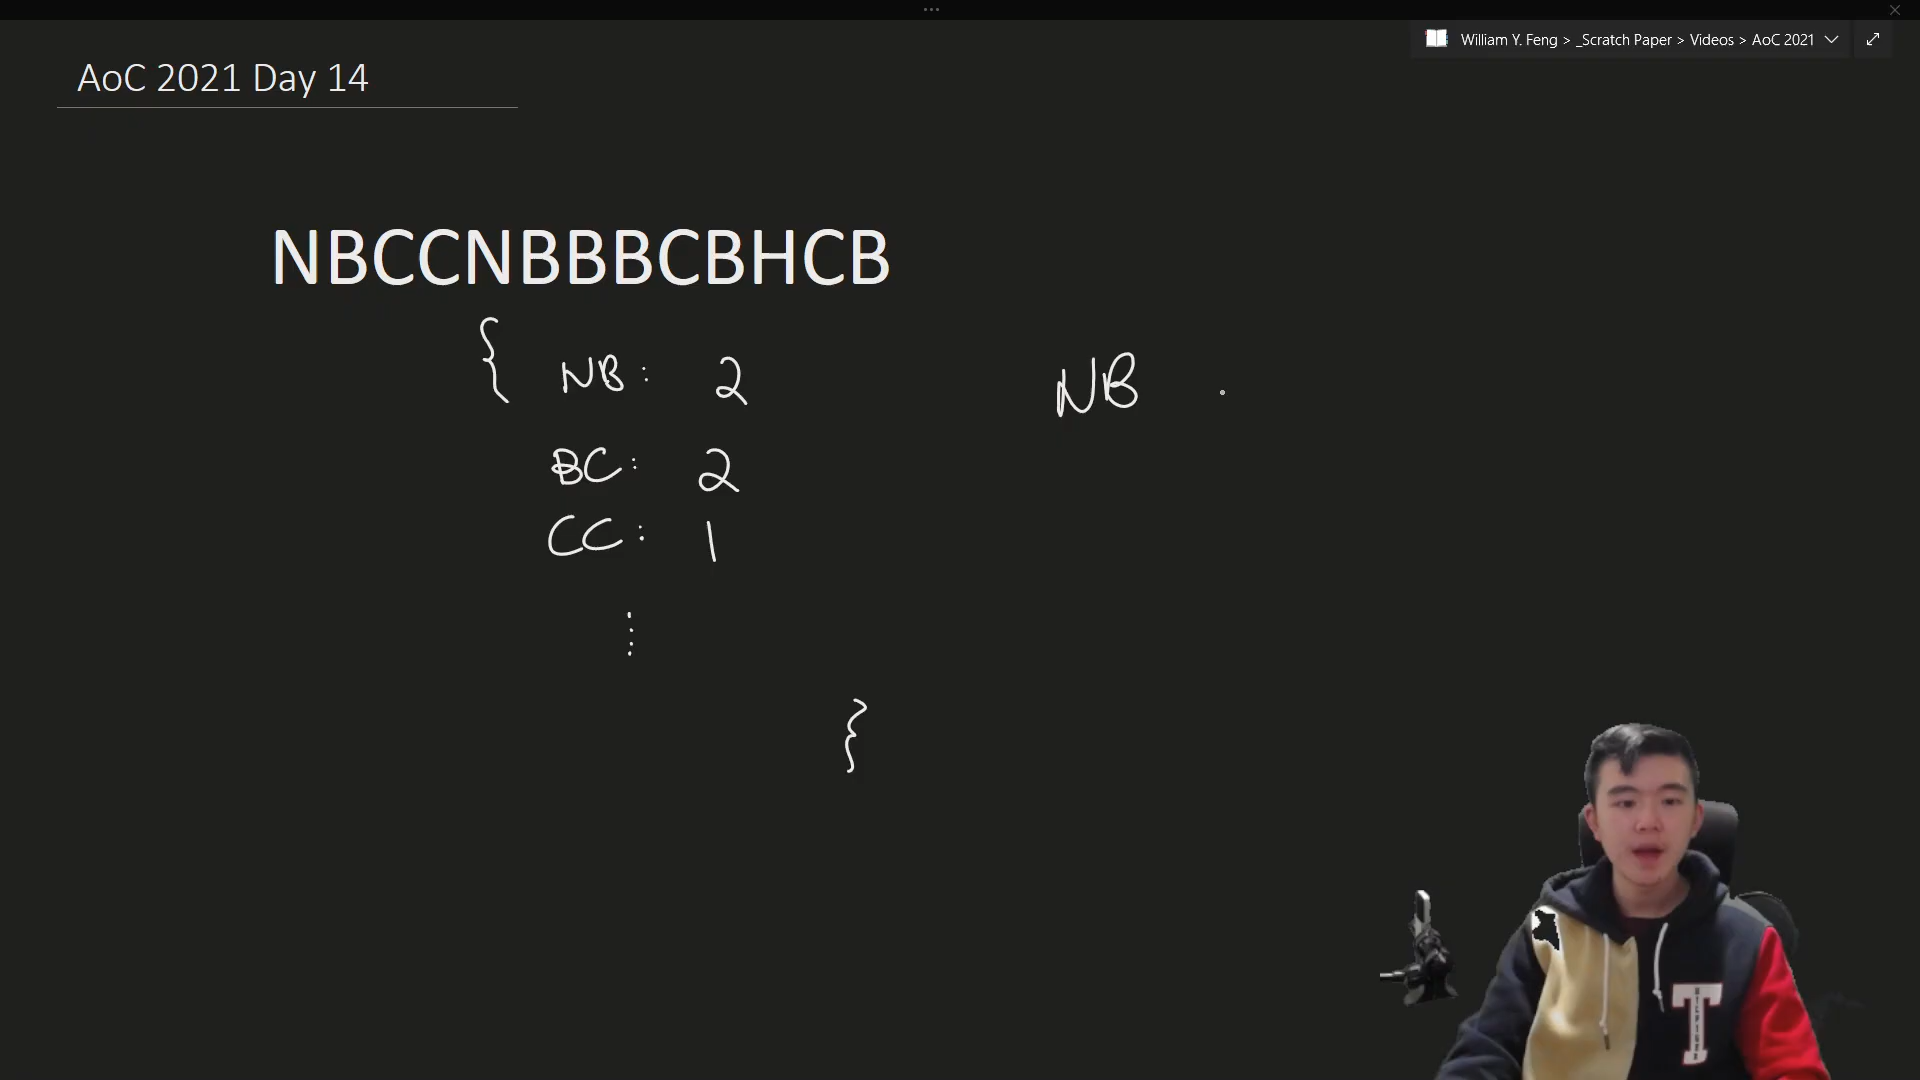 William Y. Feng > _Scratch Paper > Videos > AoC 2021
AoC 2021 Day 14
NBCCNBBBCBHCB
{ NB: 2
NB
BC: 2
CC: 1
}
T